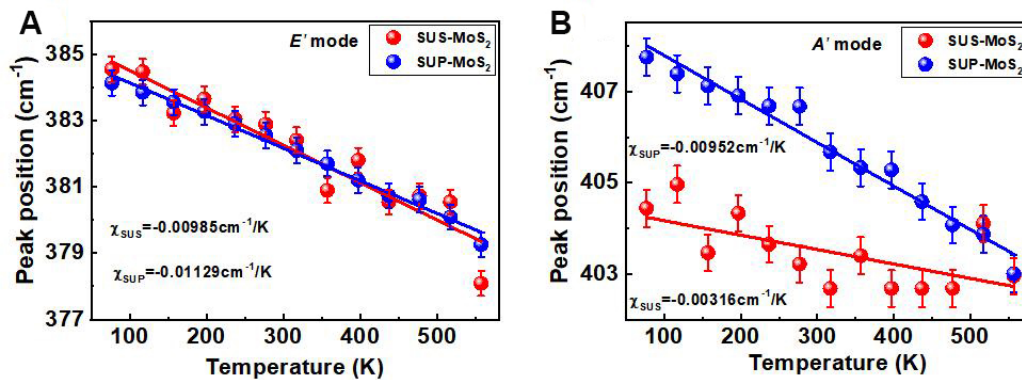 A
E' mode
SUS-MoS₂
SUP-MoS₂
385
383
381
379
377
Peak position (cm⁻¹)
χSUS=-0.00985cm⁻¹/K
χSUP=-0.01129cm⁻¹/K
100 200 300 400 500
Temperature (K)
B
A' mode
SUS-MoS₂
SUP-MoS₂
407
405
403
Peak position (cm⁻¹)
χSUP=-0.00952cm⁻¹/K
χSUS=-0.00316cm⁻¹/K
100 200 300 400 500
Temperature (K)